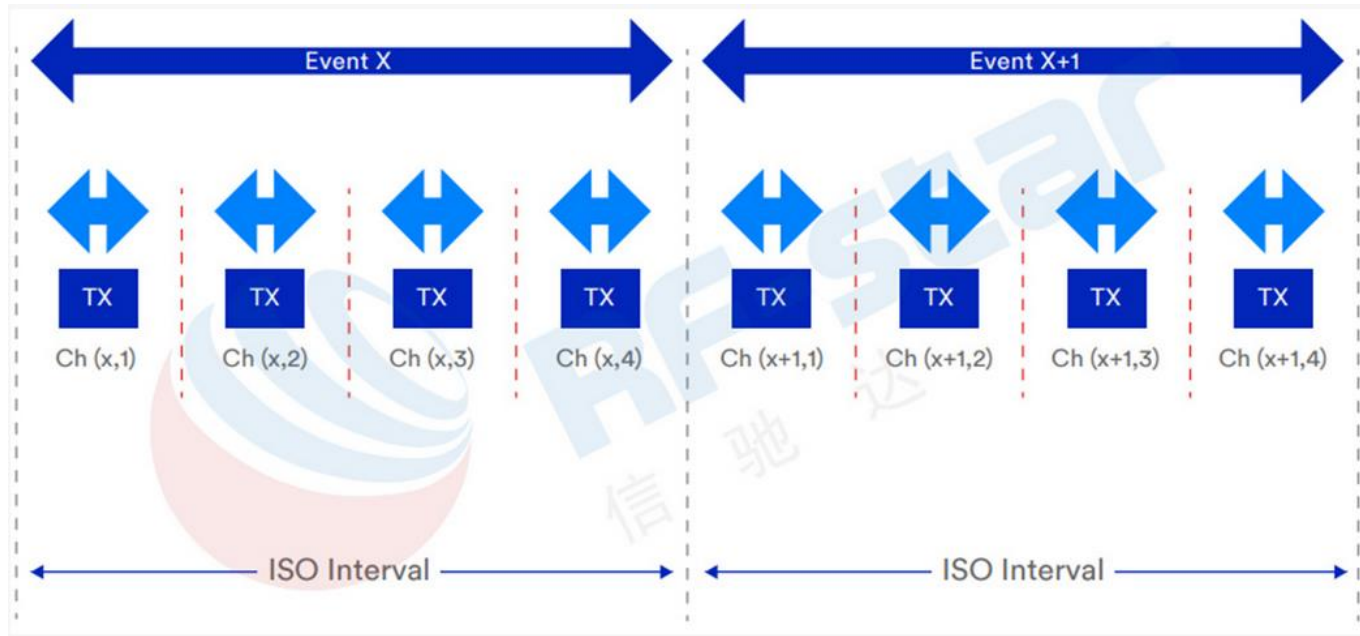 Event X
Event X+1
TX
TX
TX
TX
TX
TX
TX
TX
Ch (x,1)
Ch (x,2)
Ch (x,3)
Ch (x,4)
Ch (x+1,1)
Ch (x+1,2)
Ch (x+1,3)
Ch (x+1,4)
RF star
信驰达
ISO Interval
ISO Interval